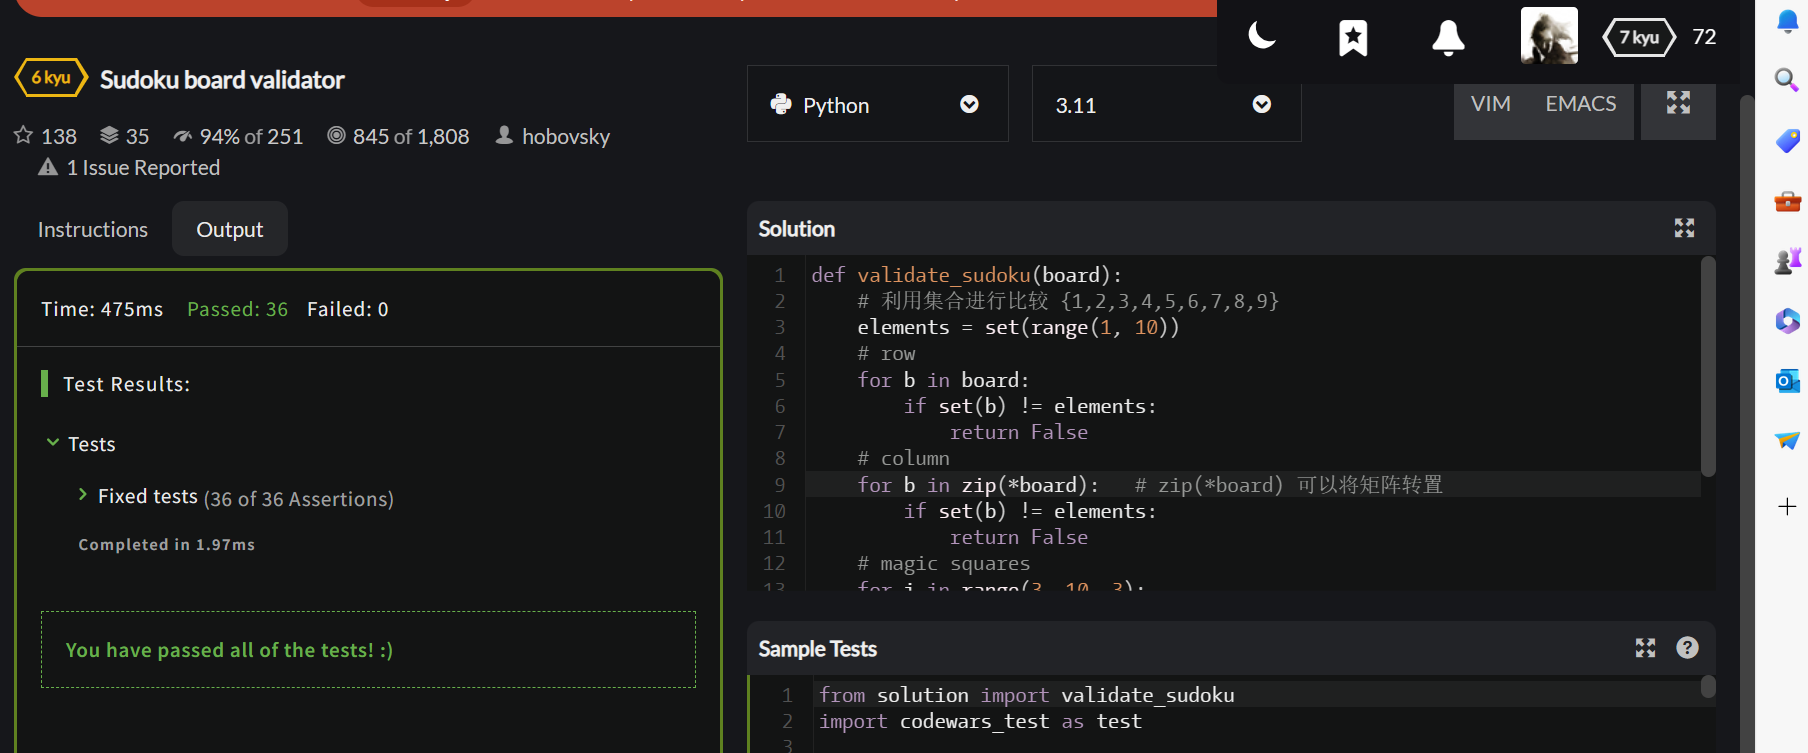 7 kyu 72
6 kyu Sudoku board validator
138 35 94% of 251 845 of 1,808 hobovsky
1 Issue Reported
Python
3.11
VIM EMACS
Instructions Output
Time: 475ms Passed: 36 Failed: 0
Test Results:
Tests
Fixed tests (36 of 36 Assertions)
Completed in 1.97ms
You have passed all of the tests! :)
Solution
1 def validate_sudoku(board):
2 # 利用集合进行比较 {1,2,3,4,5,6,7,8,9}
3 elements = set(range(1, 10))
4 # row
5 for b in board:
6 if set(b) != elements:
7 return False
8 # column
9 for b in zip(*board): # zip(*board) 可以将矩阵转置
10 if set(b) != elements:
11 return False
12 # magic squares
13 for i in range(3, 10, 3):
Sample Tests
1 from solution import validate_sudoku
2 import codewars_test as test
3